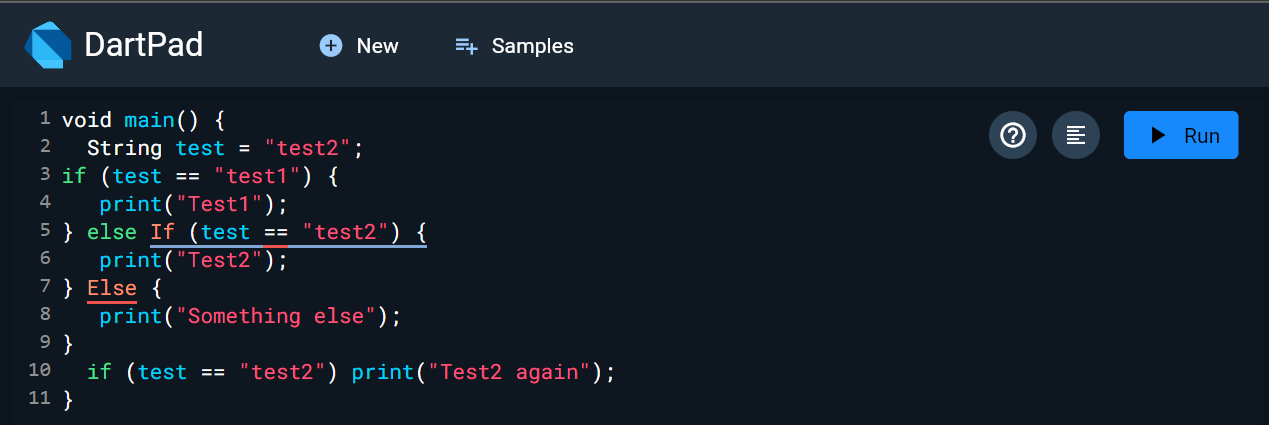 DartPad New Samples
1 void main() {
Run
2 String test = "test2";
3 if (test == "test1") {
4 print("Test1");
5 } else If (test == "test2") {
6 print("Test2");
7 } Else {
8 print("Something else");
9 }
10 if (test == "test2") print("Test2 again");
11 }